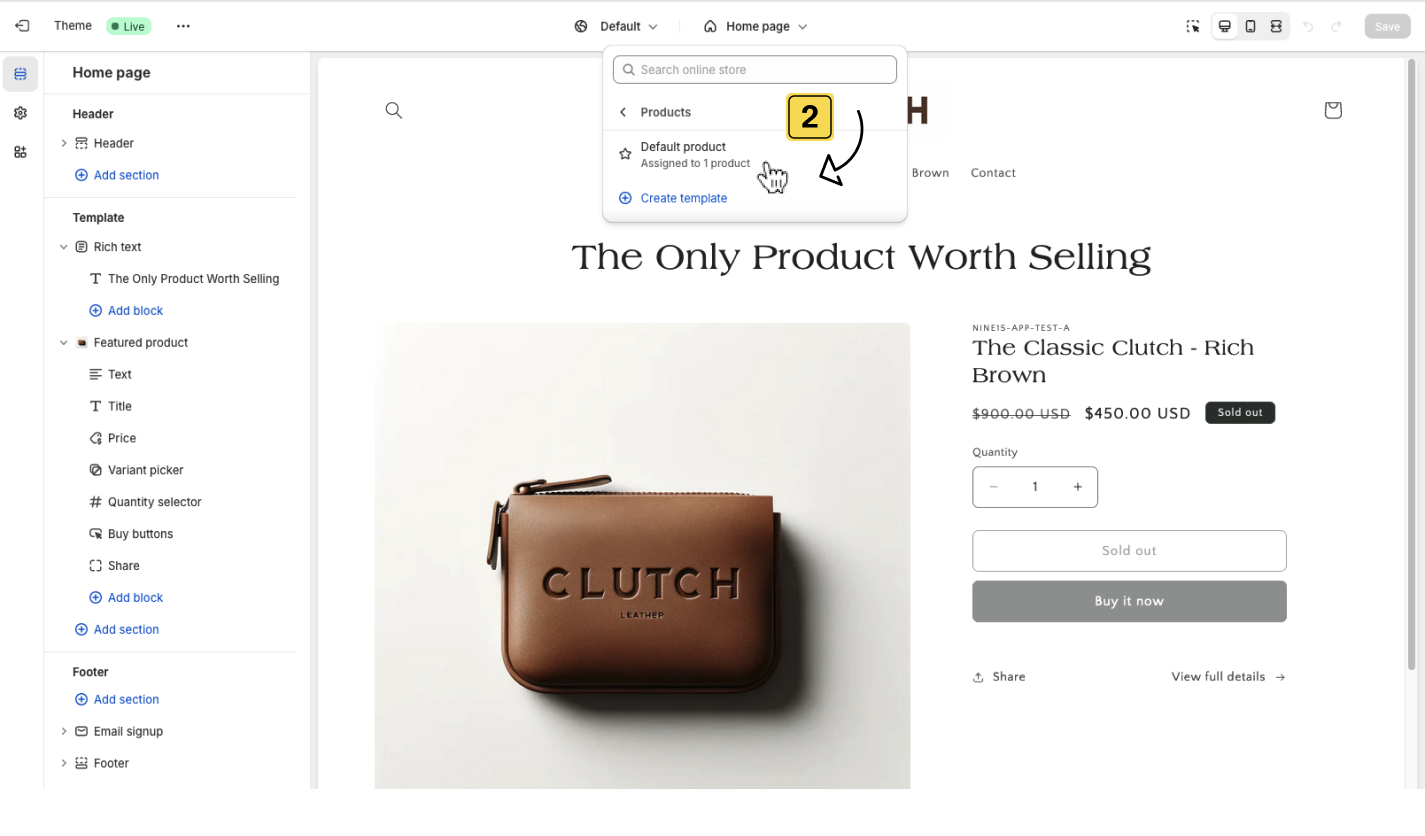 Theme
Live
Default
Home page
Save
Search online store
Products
2
Default product
Assigned to 1 product
Create template
Home page
Header
Header
Add section
Template
Rich text
The Only Product Worth Selling
Add block
Featured product
Text
Title
Price
Variant picker
Quantity selector
Buy buttons
Share
Add block
Add section
Footer
Add section
Email signup
Footer
H
Brown
Contact
The Only Product Worth Selling
CLUTCH
LEATHER
NINE15-APP-TEST-A
The Classic Clutch - Rich
Brown
$900.00 USD $450.00 USD Sold out
Quantity
− 1 +
Sold out
Buy it now
Share
View full details →